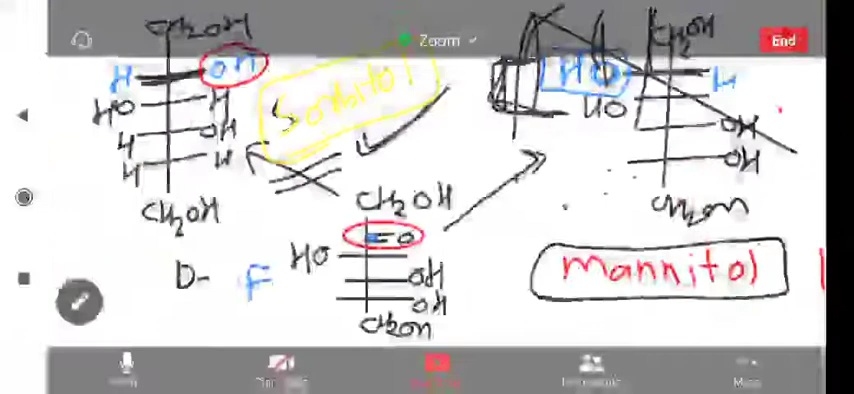 Zoom
End
CH2OH
H OH
HO H
H OH
H H
CH2OH
Sorbitol
CH2OH
HO H
HO
OH
OH
CH2OH
CH2OH
=O
HO
OH
OH
CH2OH
D- F
mannitol